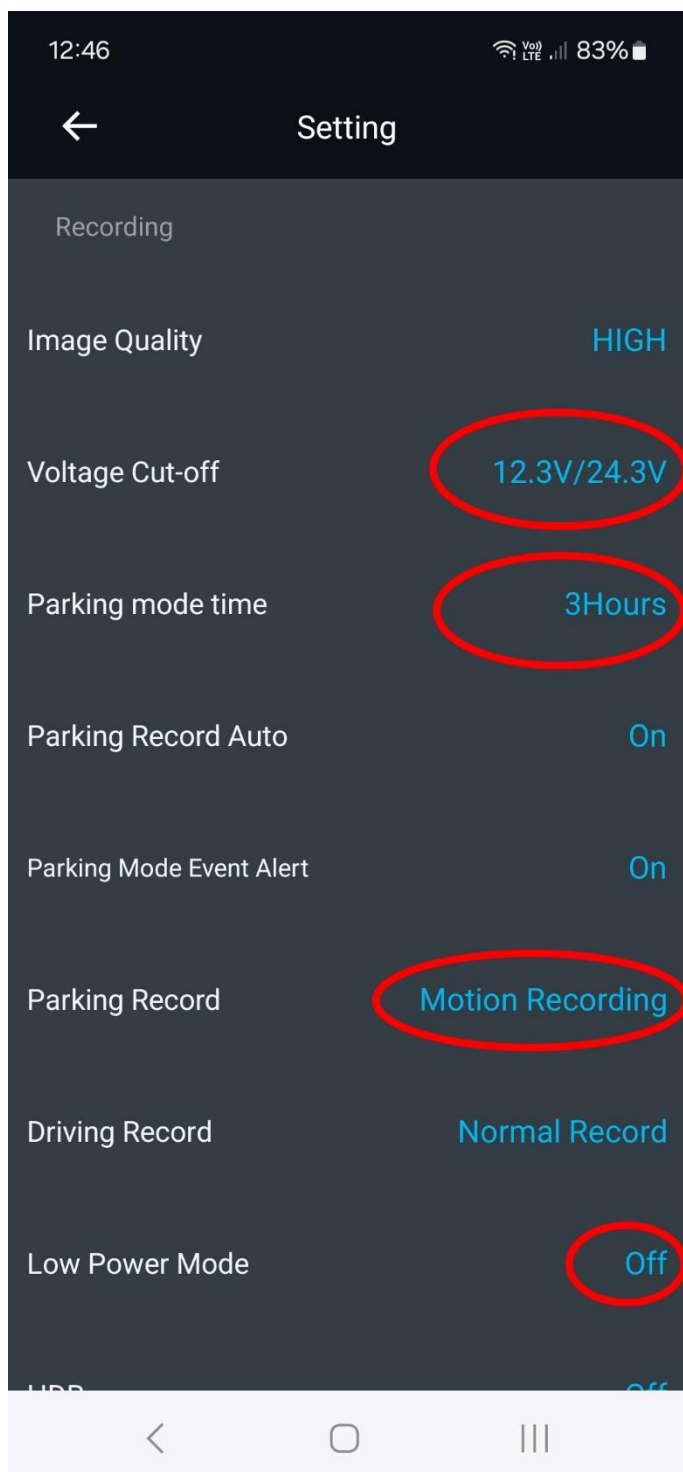 12:46
Vo)) LTE 83%
Setting
Recording
Image Quality HIGH
Voltage Cut-off 12.3V/24.3V
Parking mode time 3Hours
Parking Record Auto On
Parking Mode Event Alert On
Parking Record Motion Recording
Driving Record Normal Record
Low Power Mode Off